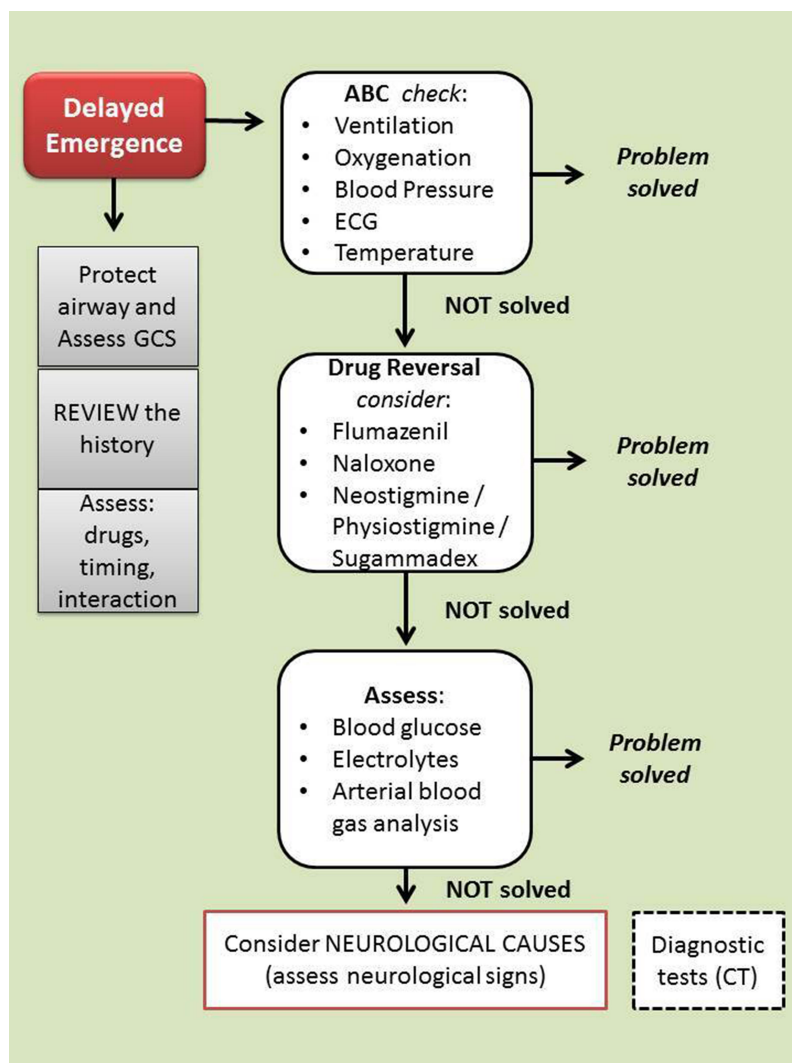 Delayed
Emergence
ABC check:
• Ventilation
• Oxygenation
• Blood Pressure
• ECG
• Temperature
Problem
solved
Protect
airway and
Assess GCS
REVIEW the
history
Assess:
drugs,
timing,
interaction
NOT solved
Drug Reversal
consider:
• Flumazenil
• Naloxone
• Neostigmine /
Physiostigmine /
Sugammadex
Problem
solved
NOT solved
Assess:
• Blood glucose
• Electrolytes
• Arterial blood
gas analysis
Problem
solved
NOT solved
Consider NEUROLOGICAL CAUSES
(assess neurological signs)
Diagnostic
tests (CT)